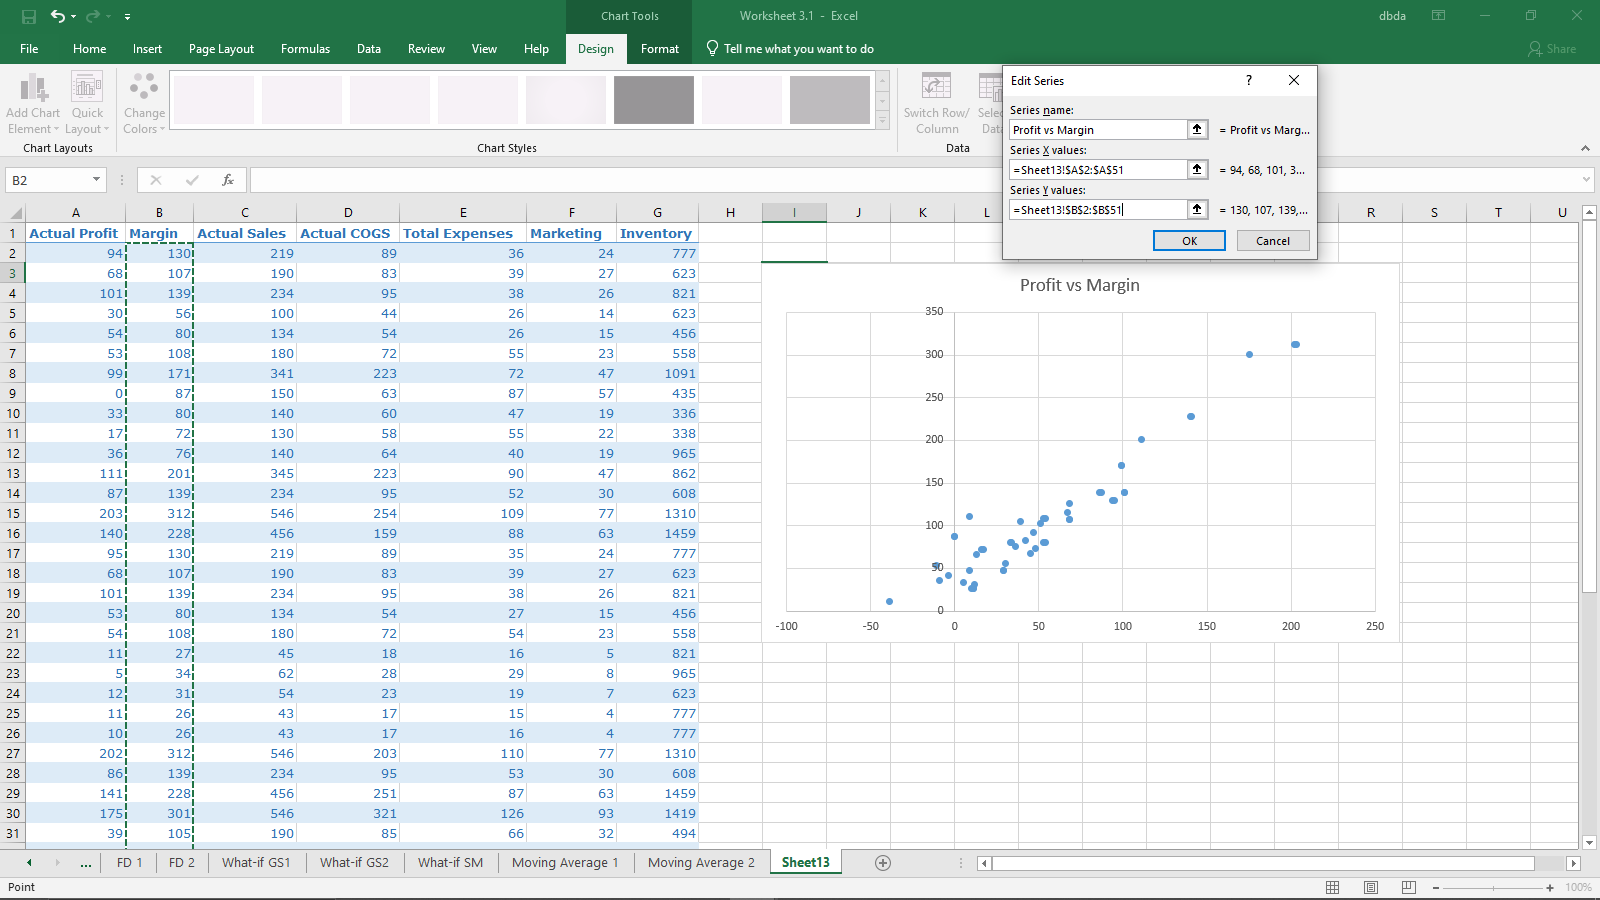 Chart Tools
Worksheet 3.1 - Excel
dbda
File Home Insert Page Layout Formulas Data Review View Help Design Format Tell me what you want to do Share
Add Chart Element
Quick Layout
Chart Layouts
Change Colors
Chart Styles
Switch Row/ Column
Data
Edit Series
?
Series name:
Profit vs Margin = Profit vs Marg...
Series X values:
=Sheet13!$A$2:$A$51 = 94, 68, 101, 3...
Series Y values:
=Sheet13!$B$2:$B$51 = 130, 107, 139,...
OK Cancel
B2
fx
A B C D E F G H I J K L R S T U
1 Actual Profit Margin Actual Sales Actual COGS Total Expenses Marketing Inventory
2 94 130 219 89 36 24 777
3 68 107 190 83 39 27 623
4 101 139 234 95 38 26 821
5 30 56 100 44 26 14 623
6 54 80 134 54 26 15 456
7 53 108 180 72 55 23 558
8 99 171 341 223 72 47 1091
9 0 87 150 63 87 57 435
10 33 80 140 60 47 19 336
11 17 72 130 58 55 22 338
12 36 76 140 64 40 19 965
13 111 201 345 223 90 47 862
14 87 139 234 95 52 30 608
15 203 312 546 254 109 77 1310
16 140 228 456 159 88 63 1459
17 95 130 219 89 35 24 777
18 68 107 190 83 39 27 623
19 101 139 234 95 38 26 821
20 53 80 134 54 27 15 456
21 54 108 180 72 54 23 558
22 11 27 45 18 16 5 821
23 5 34 62 28 29 8 965
24 12 31 54 23 19 7 623
25 11 26 43 17 15 4 777
26 10 26 43 17 16 4 777
27 202 312 546 203 110 77 1310
28 86 139 234 95 53 30 608
29 141 228 456 251 87 63 1459
30 175 301 546 321 126 93 1419
31 39 105 190 85 66 32 494
Profit vs Margin
350
300
250
200
150
100
50
0
-100 -50 0 50 100 150 200 250
... FD 1 FD 2 What-if GS1 What-if GS2 What-if SM Moving Average 1 Moving Average 2 Sheet13
Point
100%